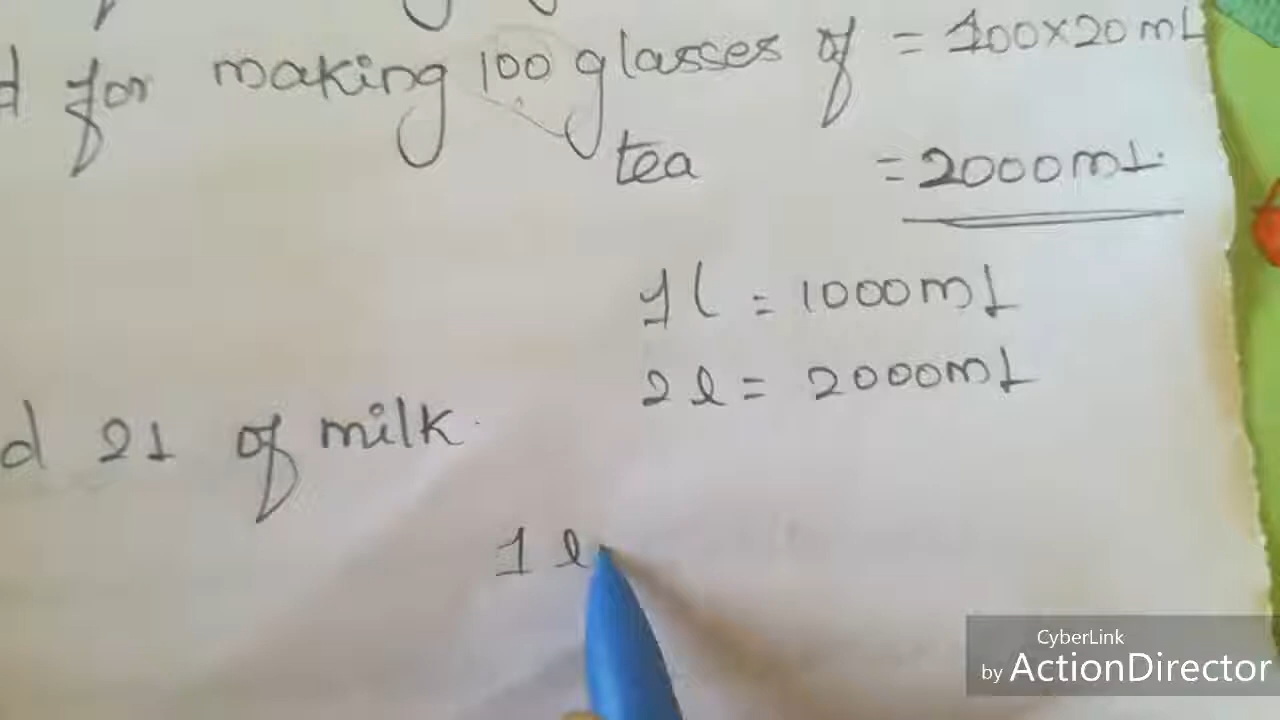 d for making 100 glasses of = 100x20mL
tea = 2000mL.
1l = 1000mL
2l = 2000mL
d 2L of milk.
1 l
CyberLink
by ActionDirector